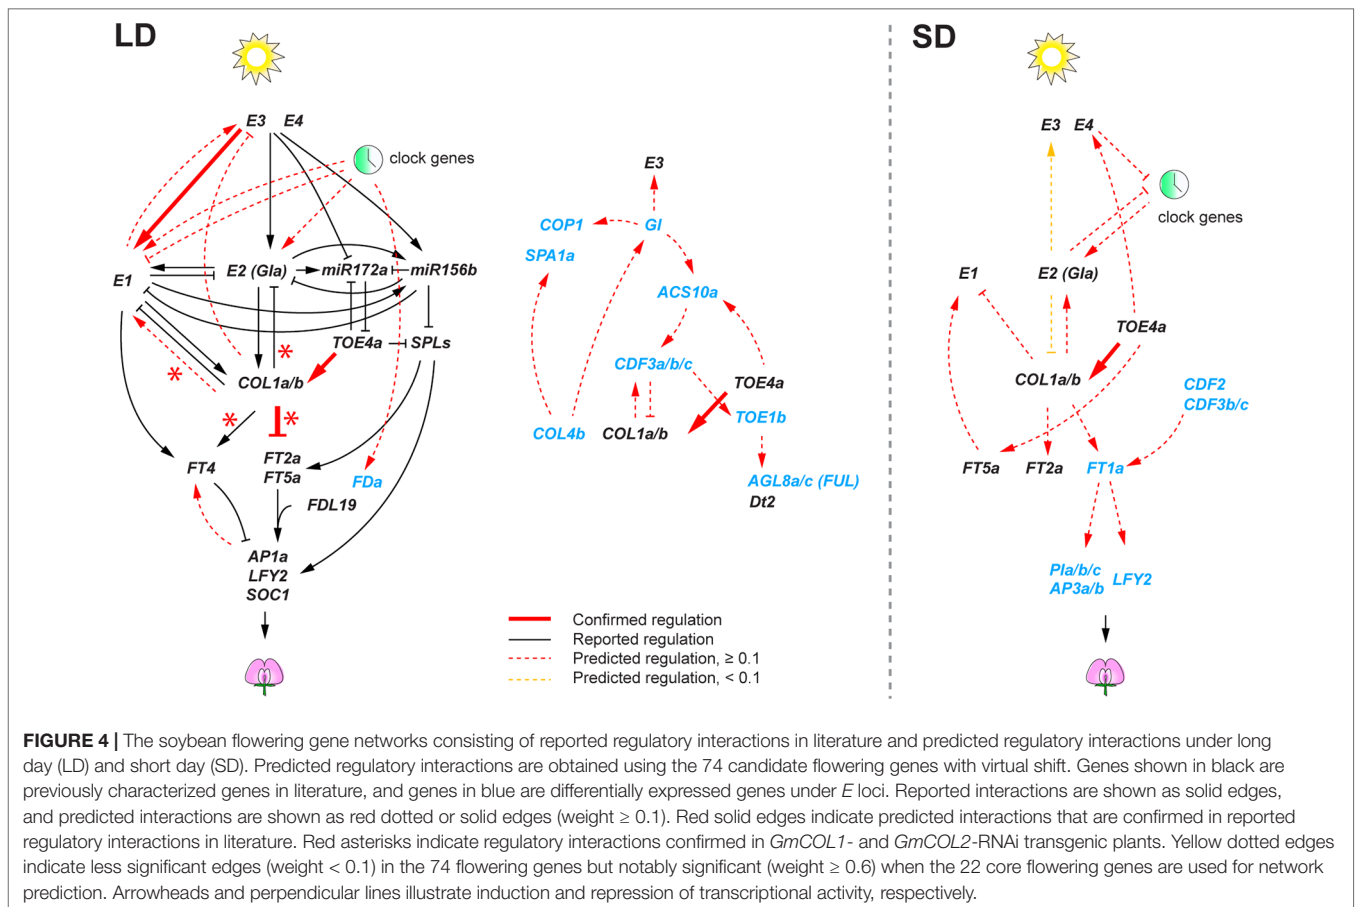 LD
SD
E3 E4
clock genes
E1
E2 (GIa)
miR172a
miR156b
TOE4a
SPLs
COL1a/b
*
*
*
*
FT4
FT2a
FT5a
FDa
FDL19
AP1a
LFY2
SOC1
E3
COP1
GI
SPA1a
ACS10a
CDF3a/b/c
TOE4a
TOE1b
COL4b
COL1a/b
AGL8a/c (FUL)
Dt2
E3 E4
clock genes
E1
E2 (GIa)
TOE4a
COL1a/b
CDF2
CDF3b/c
FT5a
FT2a
FT1a
PIa/b/c
AP3a/b
LFY2
Confirmed regulation
Reported regulation
Predicted regulation, ≥ 0.1
Predicted regulation, < 0.1
FIGURE 4 | The soybean flowering gene networks consisting of reported regulatory interactions in literature and predicted regulatory interactions under long
day (LD) and short day (SD). Predicted regulatory interactions are obtained using the 74 candidate flowering genes with virtual shift. Genes shown in black are
previously characterized genes in literature, and genes in blue are differentially expressed genes under E loci. Reported interactions are shown as solid edges,
and predicted interactions are shown as red dotted or solid edges (weight ≥ 0.1). Red solid edges indicate predicted interactions that are confirmed in reported
regulatory interactions in literature. Red asterisks indicate regulatory interactions confirmed in GmCOL1- and GmCOL2-RNAi transgenic plants. Yellow dotted edges
indicate less significant edges (weight < 0.1) in the 74 flowering genes but notably significant (weight ≥ 0.6) when the 22 core flowering genes are used for network
prediction. Arrowheads and perpendicular lines illustrate induction and repression of transcriptional activity, respectively.